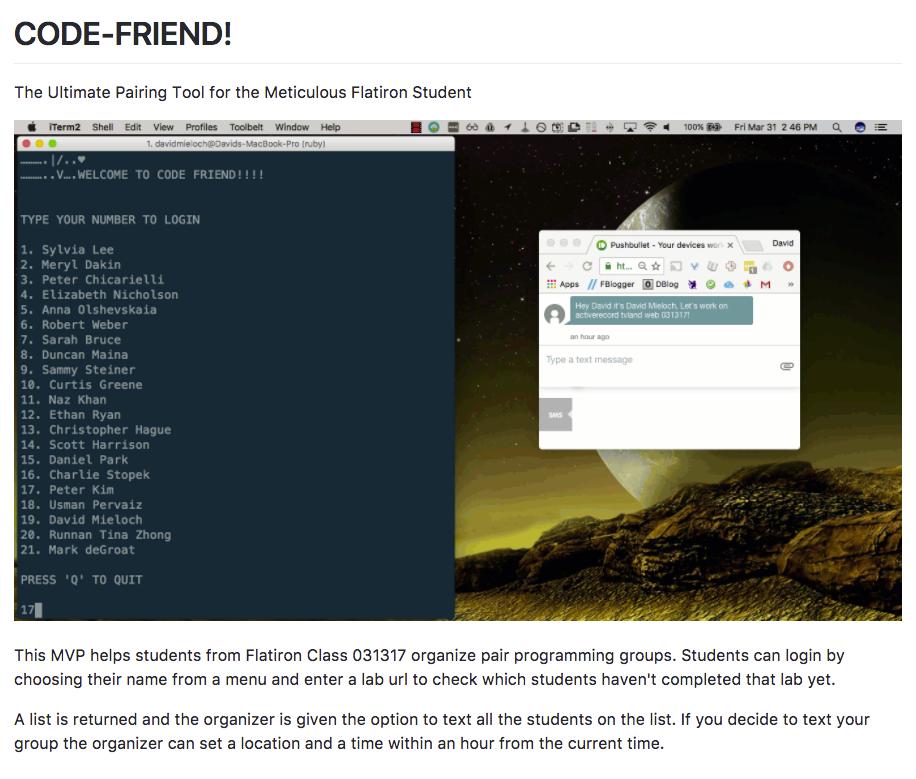 CODE-FRIEND!
The Ultimate Pairing Tool for the Meticulous Flatiron Student
iTerm2 Shell Edit View Profiles Toolbelt Window Help 100% Fri Mar 31 2 46 PM
1. davidmieloch@Davids-MacBook-Pro (ruby)
……….|/..♥
………..V….WELCOME TO CODE FRIEND!!!!
TYPE YOUR NUMBER TO LOGIN
1. Sylvia Lee
2. Meryl Dakin
3. Peter Chicarielli
4. Elizabeth Nicholson
5. Anna Olshevskaia
6. Robert Weber
7. Sarah Bruce
8. Duncan Maina
9. Sammy Steiner
10. Curtis Greene
11. Naz Khan
12. Ethan Ryan
13. Christopher Hague
14. Scott Harrison
15. Daniel Park
16. Charlie Stopek
17. Peter Kim
18. Usman Pervaiz
19. David Mieloch
20. Runnan Tina Zhong
21. Mark deGroat
PRESS 'Q' TO QUIT
17
Pushbullet - Your devices wor David
ht...
Apps FBlogger DBlog »
Hey David it's David Mieloch, Let's work on
activerecord tvland web 031317!
an hour ago
Type a text message
SMS
This MVP helps students from Flatiron Class 031317 organize pair programming groups. Students can login by
choosing their name from a menu and enter a lab url to check which students haven't completed that lab yet.
A list is returned and the organizer is given the option to text all the students on the list. If you decide to text your
group the organizer can set a location and a time within an hour from the current time.